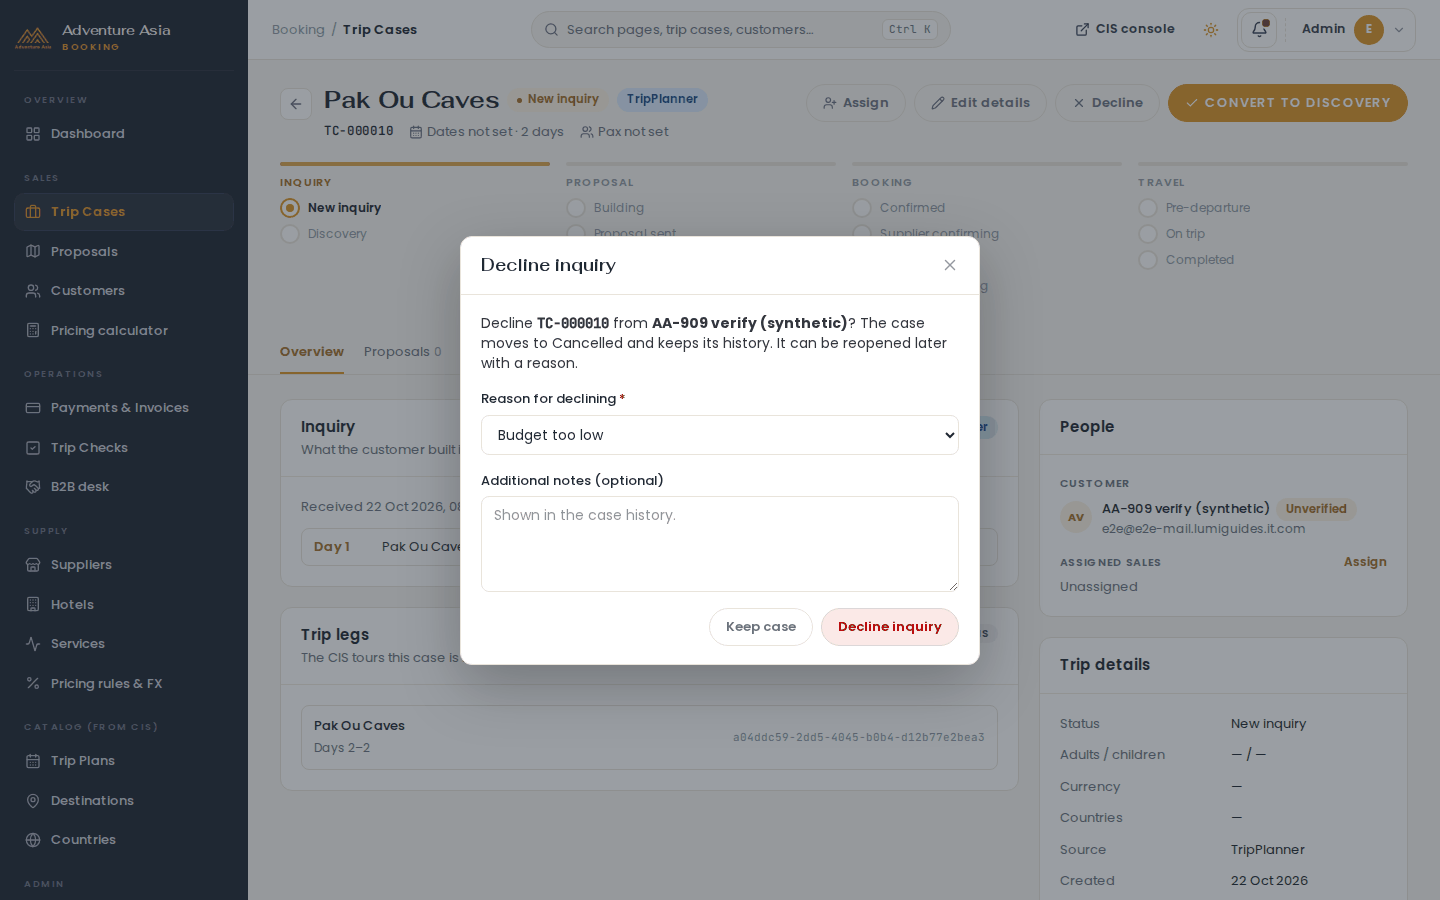 Adventure Asia
BOOKING
OVERVIEW
Dashboard
SALES
Trip Cases
Proposals
Customers
Pricing calculator
OPERATIONS
Payments & Invoices
Trip Checks
B2B desk
SUPPLY
Suppliers
Hotels
Services
Pricing rules & FX
CATALOG (FROM CIS)
Trip Plans
Destinations
Countries
ADMIN
Booking / Trip Cases
Search pages, trip cases, customers... Ctrl K
CIS console
Admin E
Pak Ou Caves New inquiry TripPlanner
Assign Edit details Decline CONVERT TO DISCOVERY
TC-000010 Dates not set · 2 days Pax not set
INQUIRY
New inquiry
Discovery
PROPOSAL
Building
Proposal sent
BOOKING
Confirmed
Supplier confirming
TRAVEL
Pre-departure
On trip
Completed
Overview Proposals 0
Inquiry
What the customer built
Received 22 Oct 2026,
Day 1 Pak Ou
Trip legs
The CIS tours this case is
Pak Ou Caves
Days 2–2
a04ddc59-2dd5-4045-b0b4-d12b77e2bea3
Decline inquiry
Decline TC-000010 from AA-909 verify (synthetic)? The case
moves to Cancelled and keeps its history. It can be reopened later
with a reason.
Reason for declining *
Budget too low
Additional notes (optional)
Shown in the case history.
Keep case Decline inquiry
People
CUSTOMER
AV AA-909 verify (synthetic) Unverified
e2e@e2e-mail.lumiguides.it.com
ASSIGNED SALES Assign
Unassigned
Trip details
Status New inquiry
Adults / children — / —
Currency —
Countries —
Source TripPlanner
Created 22 Oct 2026